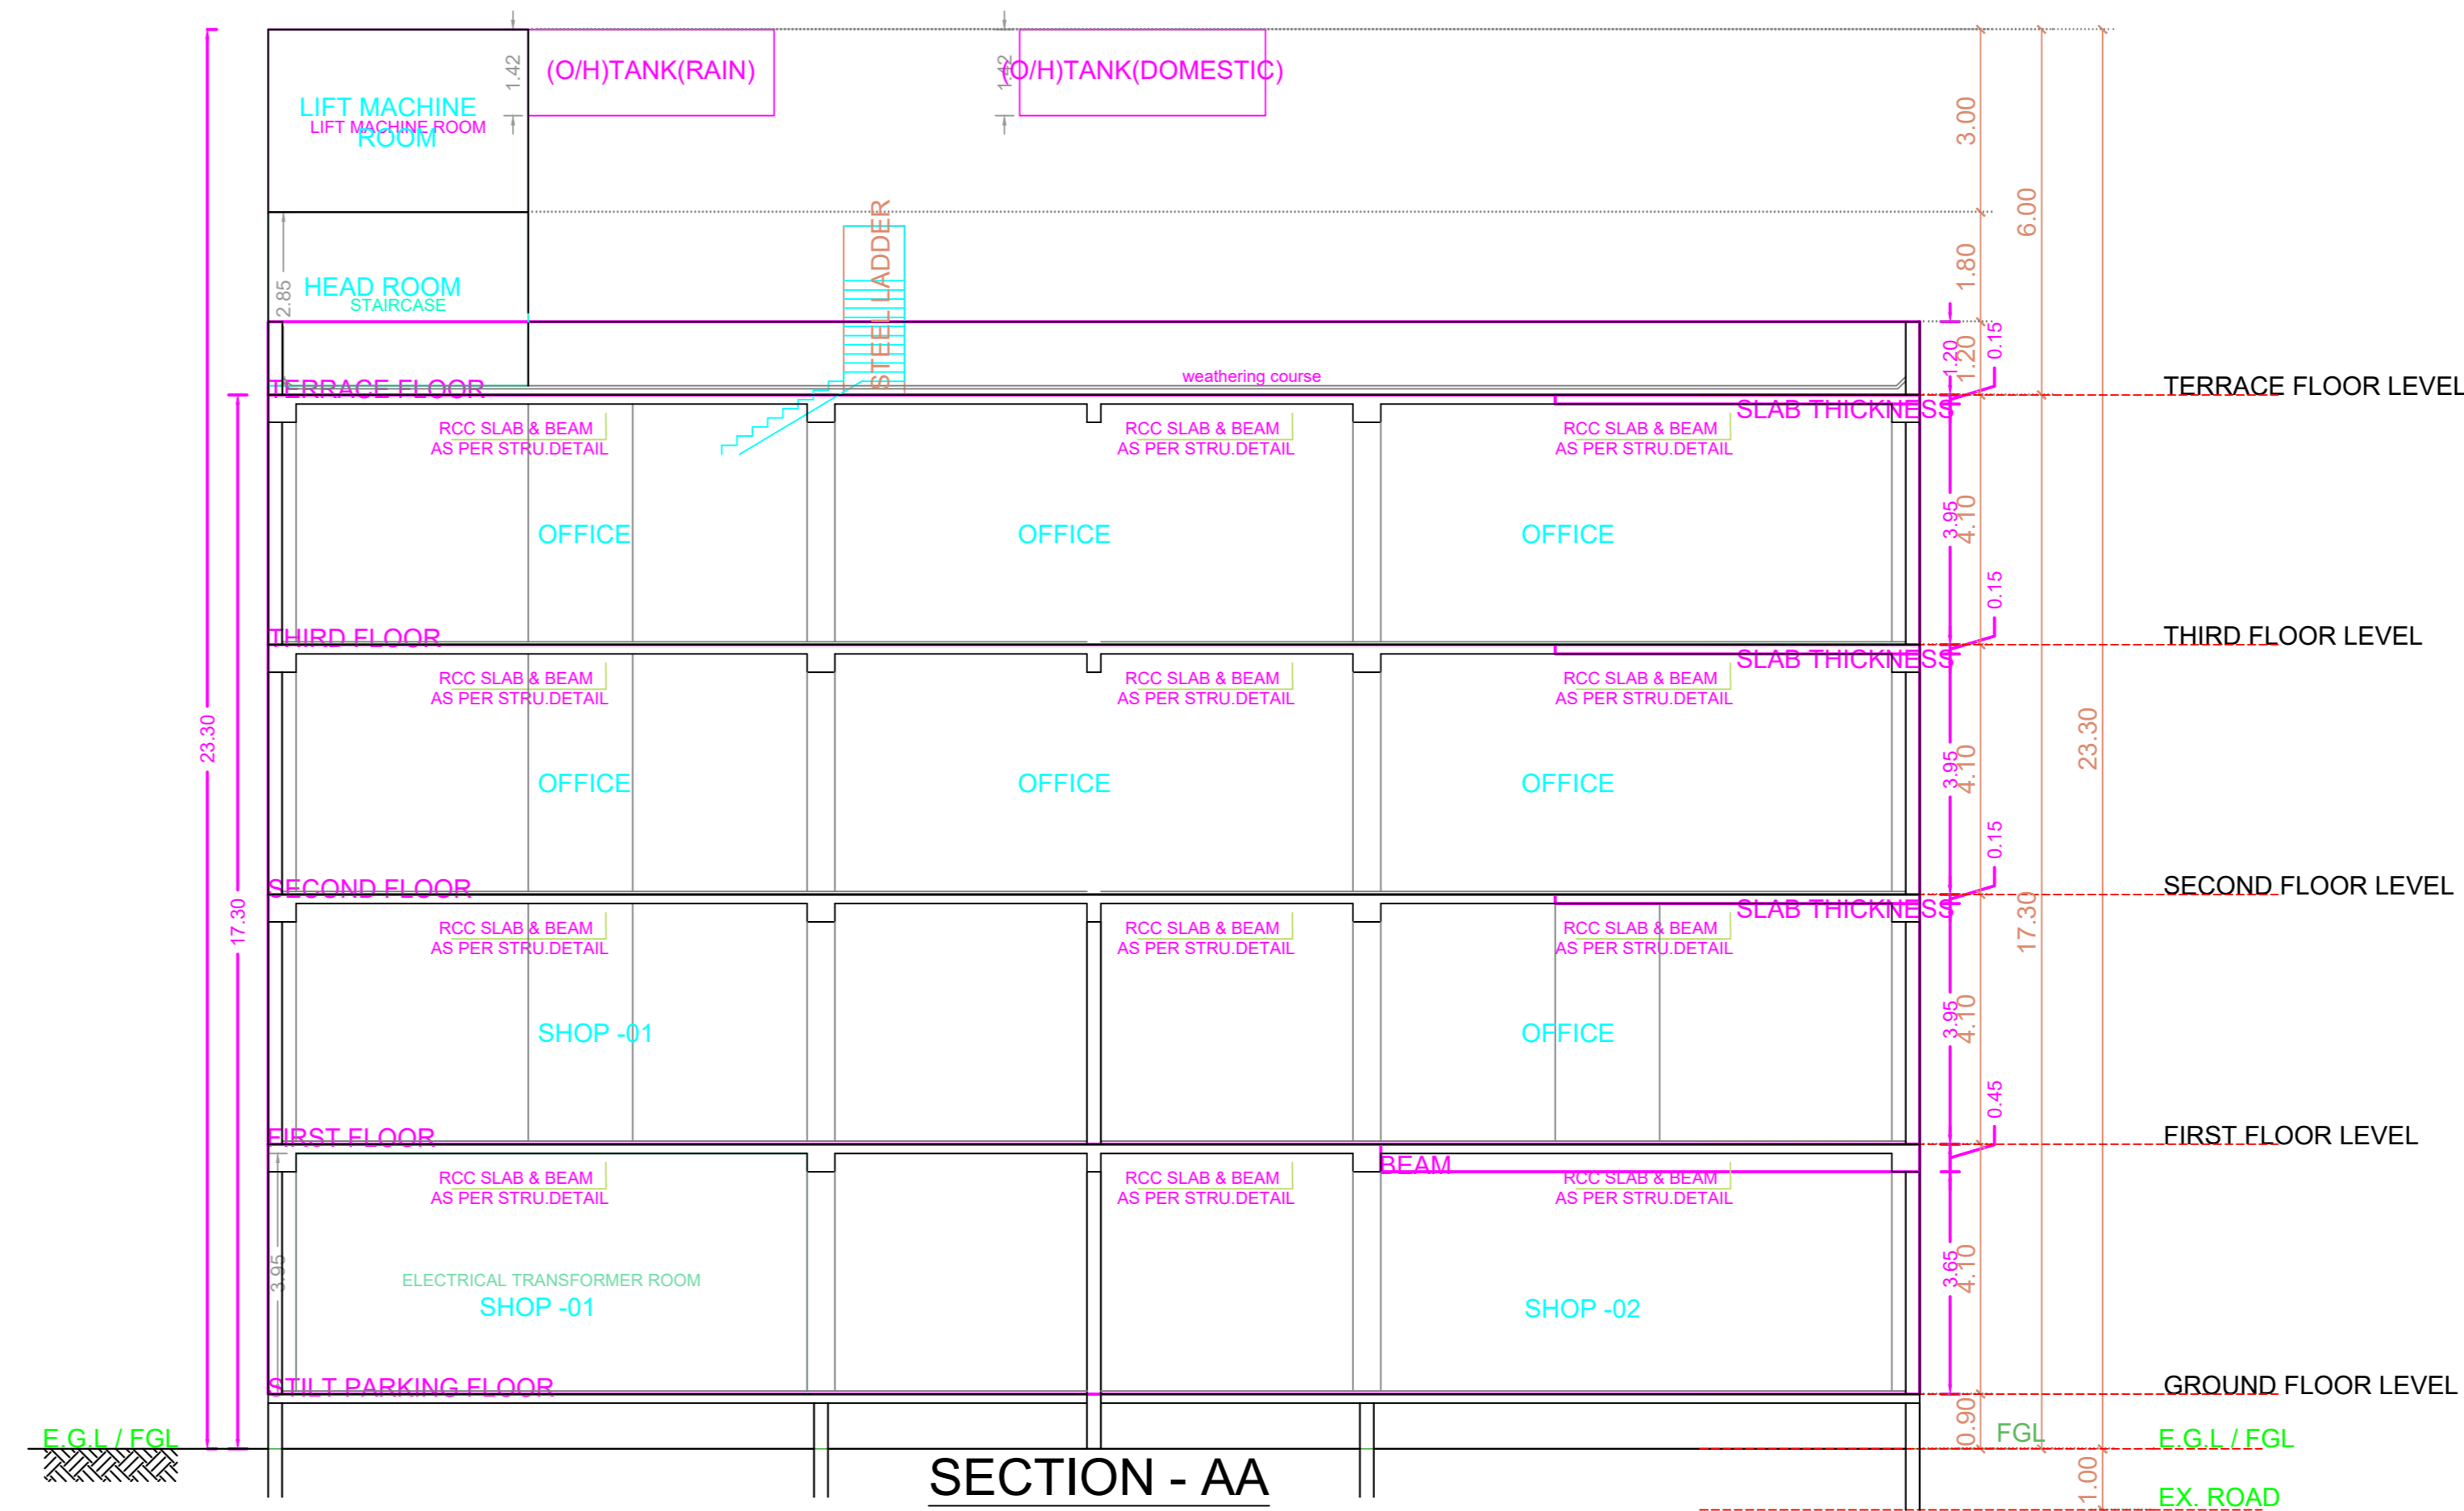 1.42
(O/H)TANK(RAIN)
1.42
(O/H)TANK(DOMESTIC)
LIFT MACHINE
ROOM
LIFT MACHINE ROOM
3.00
6.00
STEEL LADDER
1.80
2.85
HEAD ROOM
STAIRCASE
1.20
1.20
0.15
TERRACE FLOOR
weathering course
TERRACE FLOOR LEVEL
SLAB THICKNESS
RCC SLAB & BEAM
AS PER STRU.DETAIL
RCC SLAB & BEAM
AS PER STRU.DETAIL
RCC SLAB & BEAM
AS PER STRU.DETAIL
OFFICE
OFFICE
OFFICE
3.95
4.10
0.15
THIRD FLOOR
THIRD FLOOR LEVEL
SLAB THICKNESS
RCC SLAB & BEAM
AS PER STRU.DETAIL
RCC SLAB & BEAM
AS PER STRU.DETAIL
RCC SLAB & BEAM
AS PER STRU.DETAIL
23.30
23.30
OFFICE
OFFICE
OFFICE
3.95
4.10
0.15
SECOND FLOOR
SECOND FLOOR LEVEL
SLAB THICKNESS
17.30
17.30
RCC SLAB & BEAM
AS PER STRU.DETAIL
RCC SLAB & BEAM
AS PER STRU.DETAIL
RCC SLAB & BEAM
AS PER STRU.DETAIL
SHOP -01
OFFICE
3.95
4.10
0.45
FIRST FLOOR
FIRST FLOOR LEVEL
BEAM
RCC SLAB & BEAM
AS PER STRU.DETAIL
RCC SLAB & BEAM
AS PER STRU.DETAIL
RCC SLAB & BEAM
AS PER STRU.DETAIL
3.95
ELECTRICAL TRANSFORMER ROOM
SHOP -01
SHOP -02
3.65
4.10
STILT PARKING FLOOR
GROUND FLOOR LEVEL
0.90
FGL
E.G.L / FGL
E.G.L / FGL
SECTION - AA
1.00
EX. ROAD